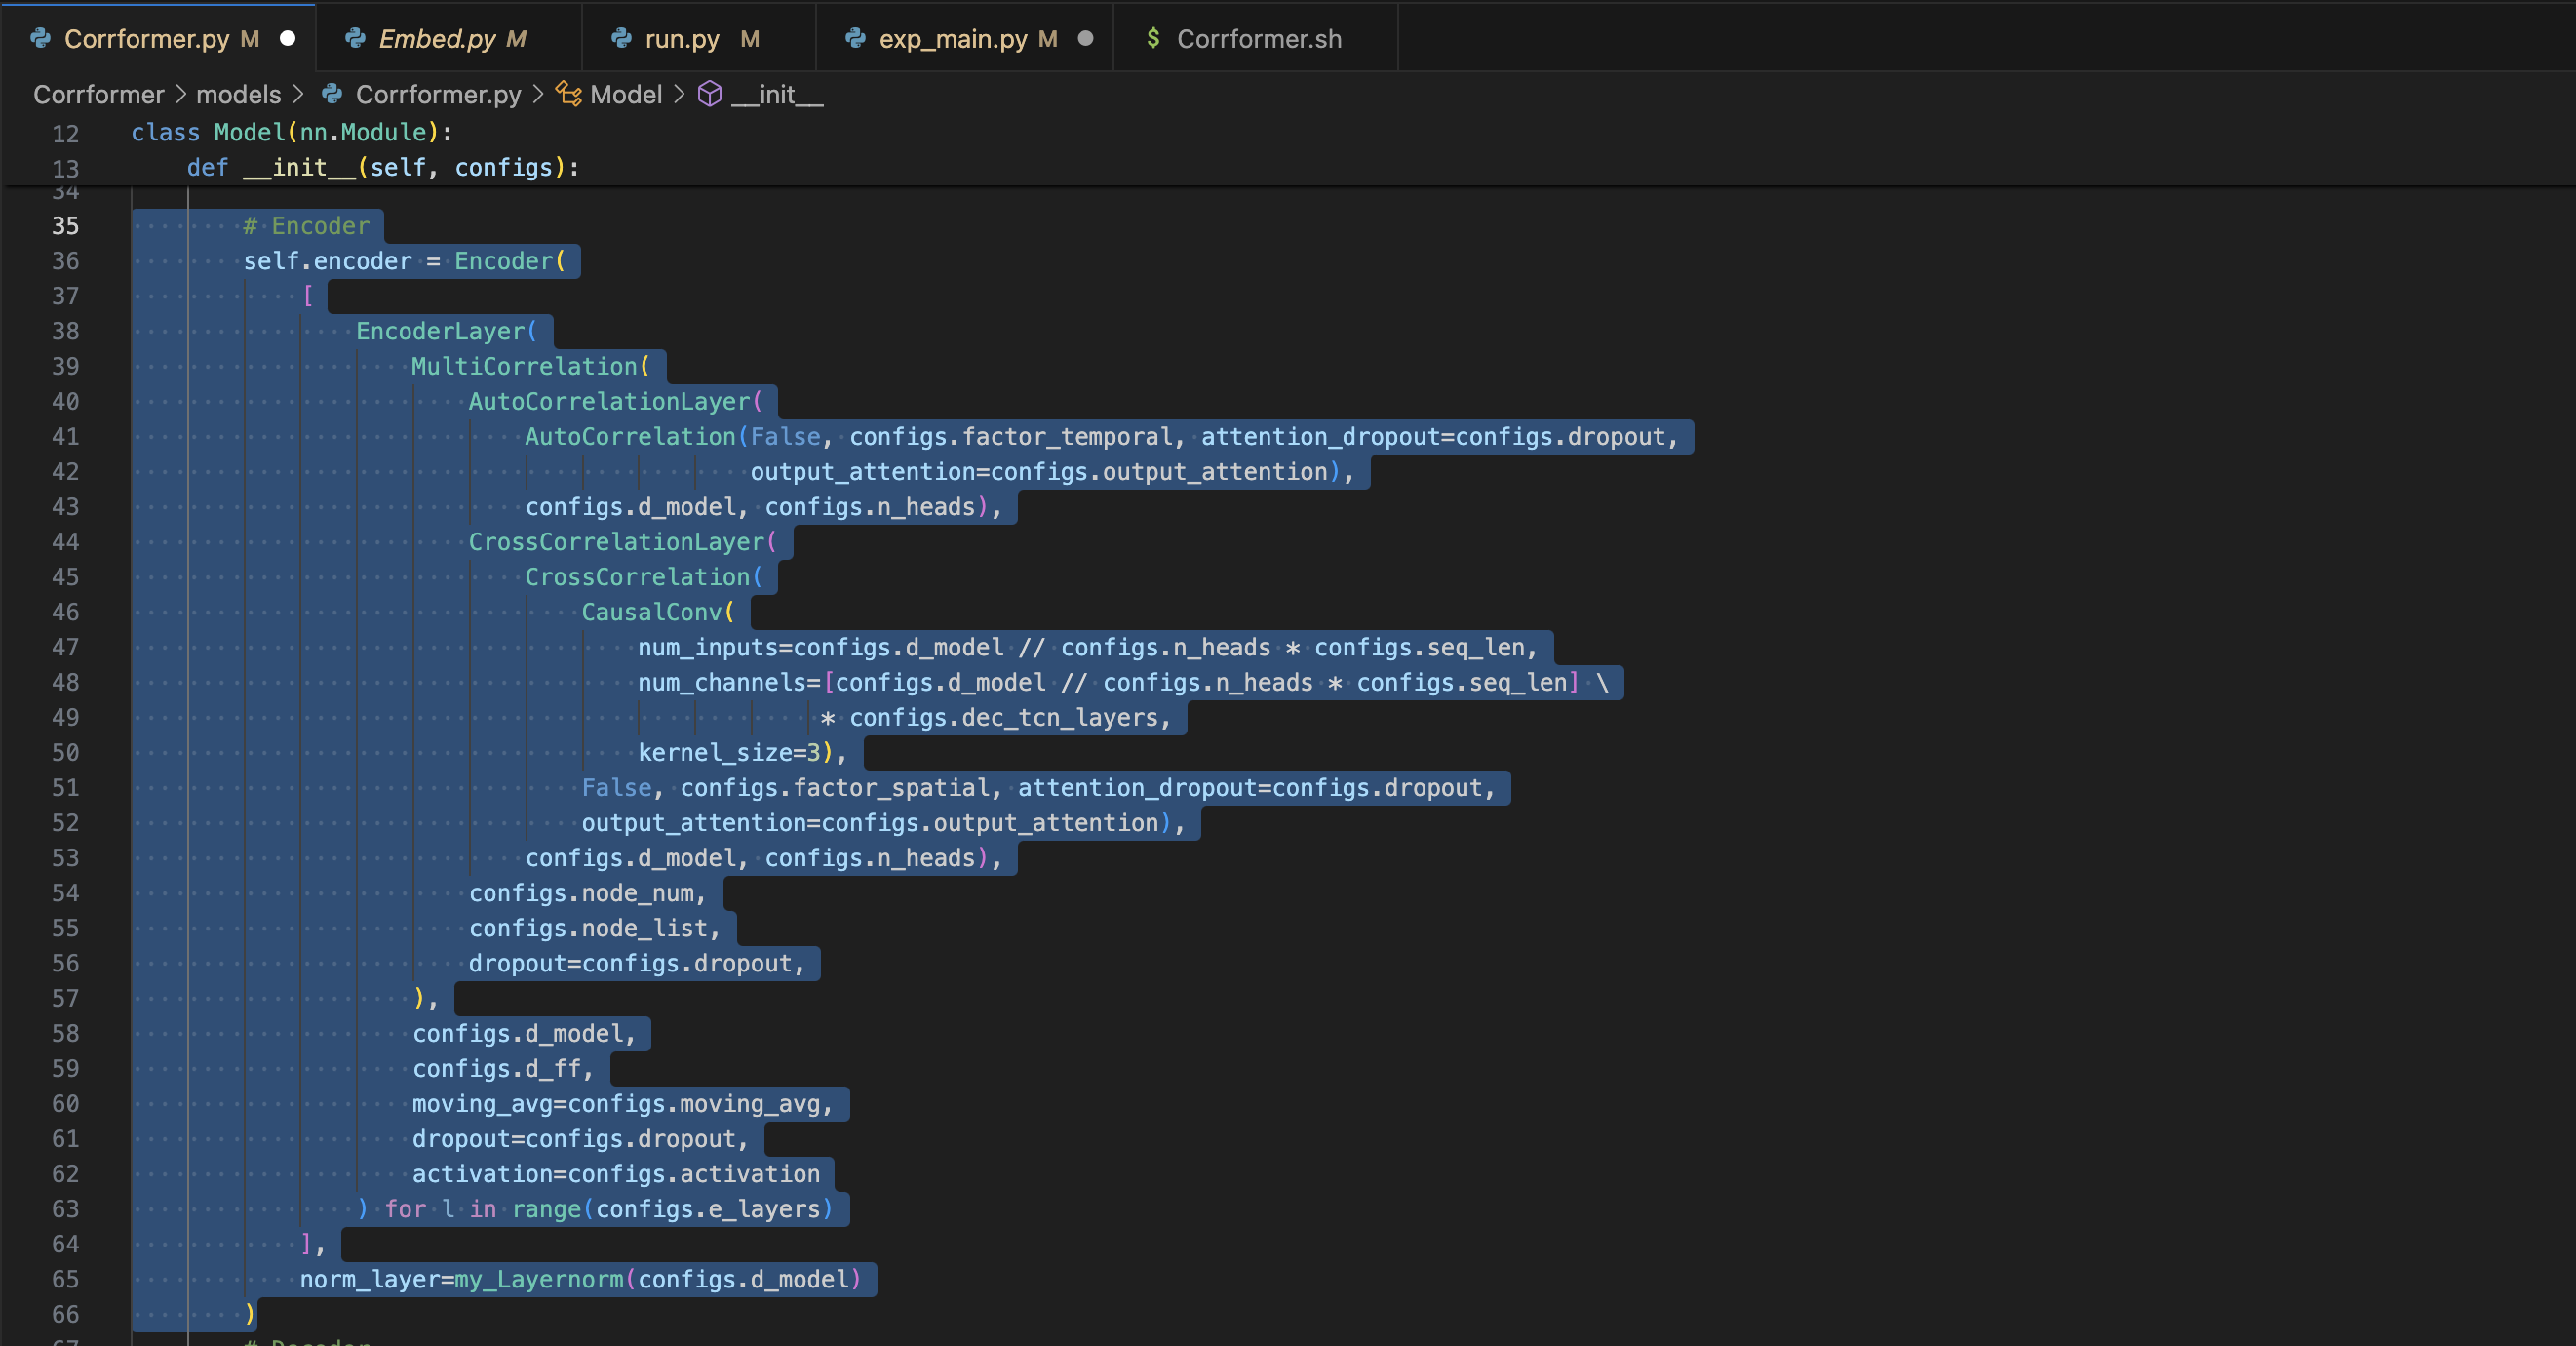 Corrformer.py M Embed.py M run.py M exp_main.py M $ Corrformer.sh
Corrformer > models > Corrformer.py > Model > __init__
12 class Model(nn.Module):
13 def __init__(self, configs):
34
35 # Encoder
36 self.encoder = Encoder(
37 [
38 EncoderLayer(
39 MultiCorrelation(
40 AutoCorrelationLayer(
41 AutoCorrelation(False, configs.factor_temporal, attention_dropout=configs.dropout,
42 output_attention=configs.output_attention),
43 configs.d_model, configs.n_heads),
44 CrossCorrelationLayer(
45 CrossCorrelation(
46 CausalConv(
47 num_inputs=configs.d_model // configs.n_heads * configs.seq_len,
48 num_channels=[configs.d_model // configs.n_heads * configs.seq_len] \
49 * configs.dec_tcn_layers,
50 kernel_size=3),
51 False, configs.factor_spatial, attention_dropout=configs.dropout,
52 output_attention=configs.output_attention),
53 configs.d_model, configs.n_heads),
54 configs.node_num,
55 configs.node_list,
56 dropout=configs.dropout,
57 ),
58 configs.d_model,
59 configs.d_ff,
60 moving_avg=configs.moving_avg,
61 dropout=configs.dropout,
62 activation=configs.activation
63 ) for l in range(configs.e_layers)
64 ],
65 norm_layer=my_Layernorm(configs.d_model)
66 )
67 # Decoder